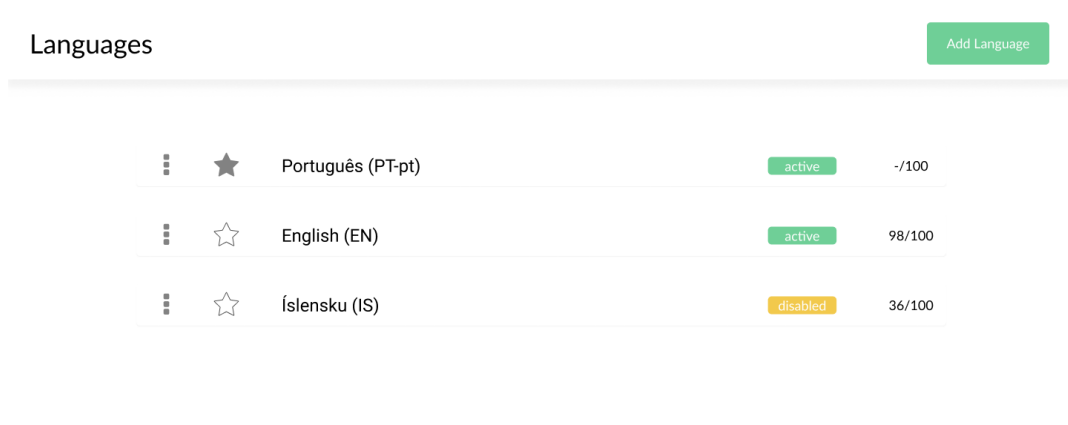 Languages
Add Language
Português (PT-pt) active -/100
English (EN) active 98/100
Íslensku (IS) disabled 36/100